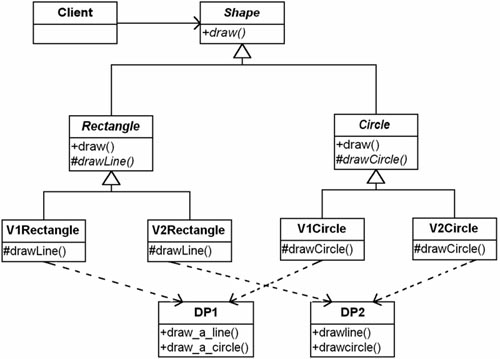 Client
Shape
+draw()
Rectangle
+draw()
#drawLine()
Circle
+draw()
#drawCircle()
V1Rectangle
#drawLine()
V2Rectangle
#drawLine()
V1Circle
#drawCircle()
V2Circle
#drawCircle()
DP1
+draw_a_line()
+draw_a_circle()
DP2
+drawline()
+drawcircle()